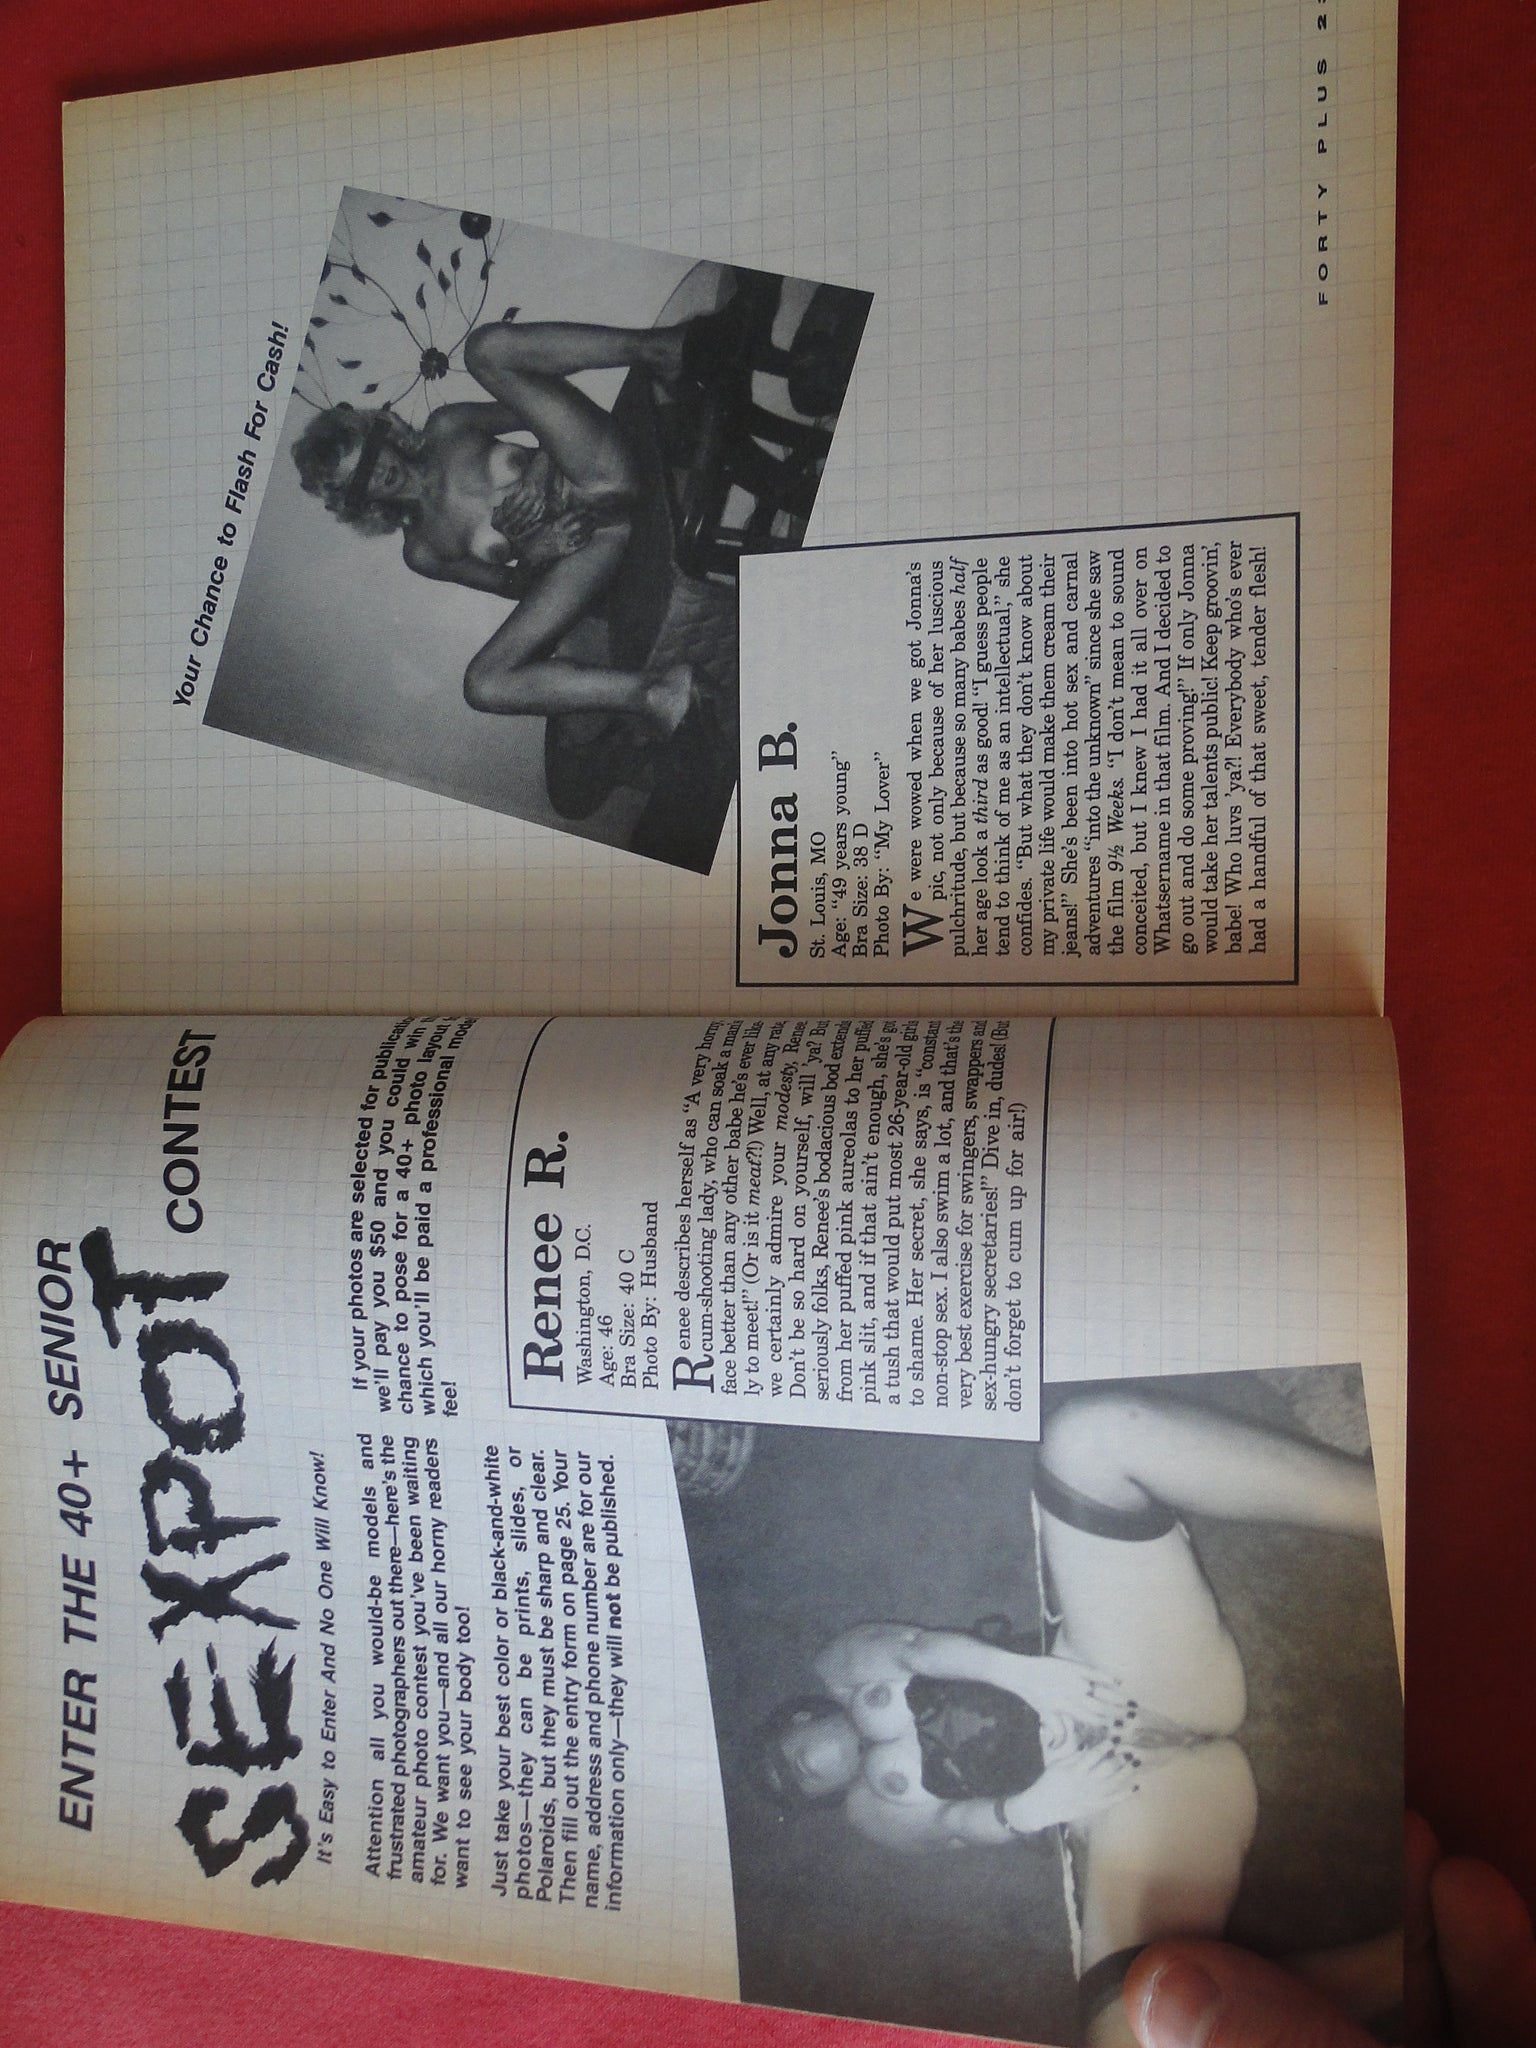 ENTER THE 40+ SENIOR
SEXPOT CONTEST
It's Easy to Enter And No One Will Know!
Attention all you would-be models and
frustrated photographers out there—here's the
amateur photo contest you've been waiting
for. We want you—and all our horny readers
want to see your body too!
Just take your best color or black-and-white
photos—they can be prints, slides, or
Polaroids, but they must be sharp and clear.
Then fill out the entry form on page 25. Your
name, address and phone number are for our
information only—they will not be published.
If your photos are selected for publication
we'll pay you $50 and you could win
chance to pose for a 40+ photo layout
which you'll be paid a professional model
fee!
Renee R.
Washington, D.C.
Age: 46
Bra Size: 40 C
Photo By: Husband
Renee describes herself as "A very horny,
cum-shooting lady, who can soak a man's
face better than any other babe he's ever like-
ly to meet!" (Or is it meat?!) Well, at any rate,
we certainly admire your modesty, Renee.
Don't be so hard on yourself, will 'ya? But
seriously folks, Renee's bodacious bod extends
from her puffed pink aureolas to her puffed
pink slit, and if that ain't enough, she's got
a tush that would put most 26-year-old girls
to shame. Her secret, she says, is "constant
non-stop sex. I also swim a lot, and that's the
very best exercise for swingers, swappers and
sex-hungry secretaries!" Dive in, dudes! (But
don't forget to cum up for air!)
Your Chance to Flash For Cash!
Jonna B.
St. Louis, MO
Age: "49 years young"
Bra Size: 38 D
Photo By: "My Lover"
We were wowed when we got Jonna's
pic, not only because of her luscious
pulchritude, but because so many babes half
her age look a third as good! "I guess people
tend to think of me as an intellectual," she
confides. "But what they don't know about
my private life would make them cream their
jeans!" She's been into hot sex and carnal
adventures "into the unknown" since she saw
the film 9½ Weeks. "I don't mean to sound
conceited, but I knew I had it all over on
Whatsername in that film. And I decided to
go out and do some proving!" If only Jonna
would take her talents public! Keep groovin',
babe! Who luvs 'ya?! Everybody who's ever
had a handful of that sweet, tender flesh!
FORTY PLUS